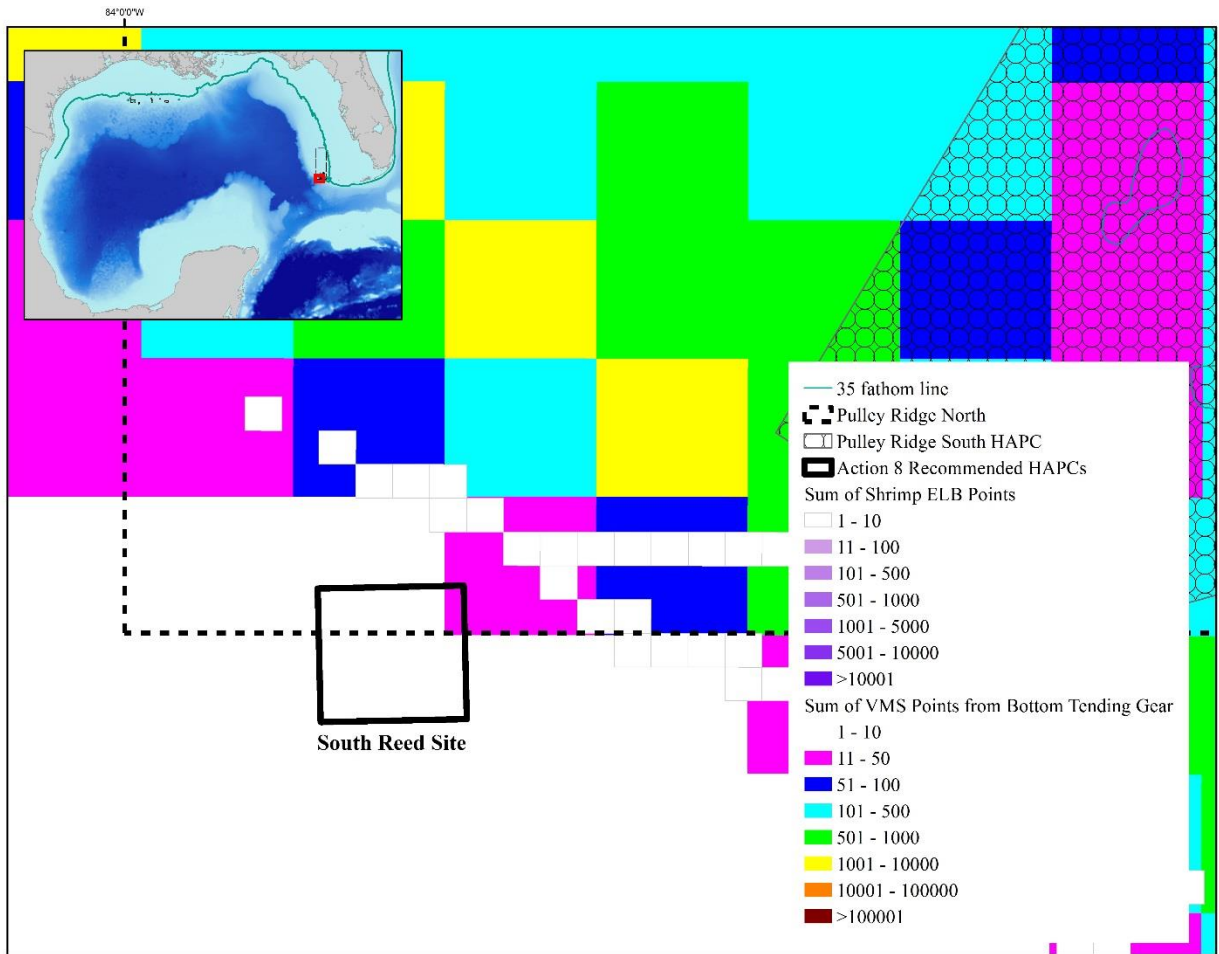 84°0'0"W
35 fathom line
Pulley Ridge North
Pulley Ridge South HAPC
Action 8 Recommended HAPCs
Sum of Shrimp ELB Points
1 - 10
11 - 100
101 - 500
501 - 1000
1001 - 5000
5001 - 10000
>10001
Sum of VMS Points from Bottom Tending Gear
1 - 10
11 - 50
51 - 100
101 - 500
501 - 1000
1001 - 10000
10001 - 100000
>100001
South Reed Site